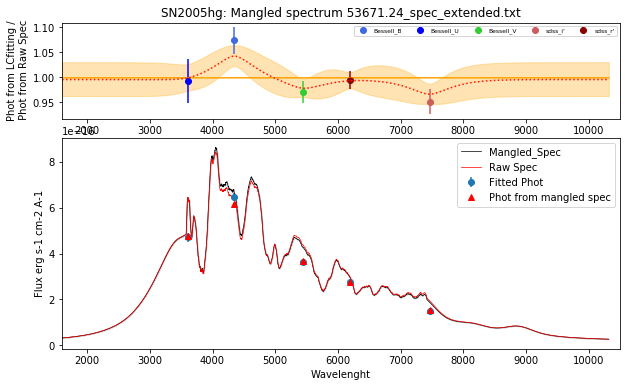 SN2005hg: Mangled spectrum 53671.24_spec_extended.txt
Phot from LCfitting /
Phot from Raw Spec
1.10
1.05
1.00
0.95
Bessell_B
Bessell_U
Bessell_V
sdss_i'
sdss_r'
2000 3000 4000 5000 6000 7000 8000 9000 10000
1e−16
Flux erg s-1 cm-2 A-1
8
6
4
2
0
Mangled_Spec
Raw Spec
Fitted Phot
Phot from mangled spec
2000 3000 4000 5000 6000 7000 8000 9000 10000
Wavelenght